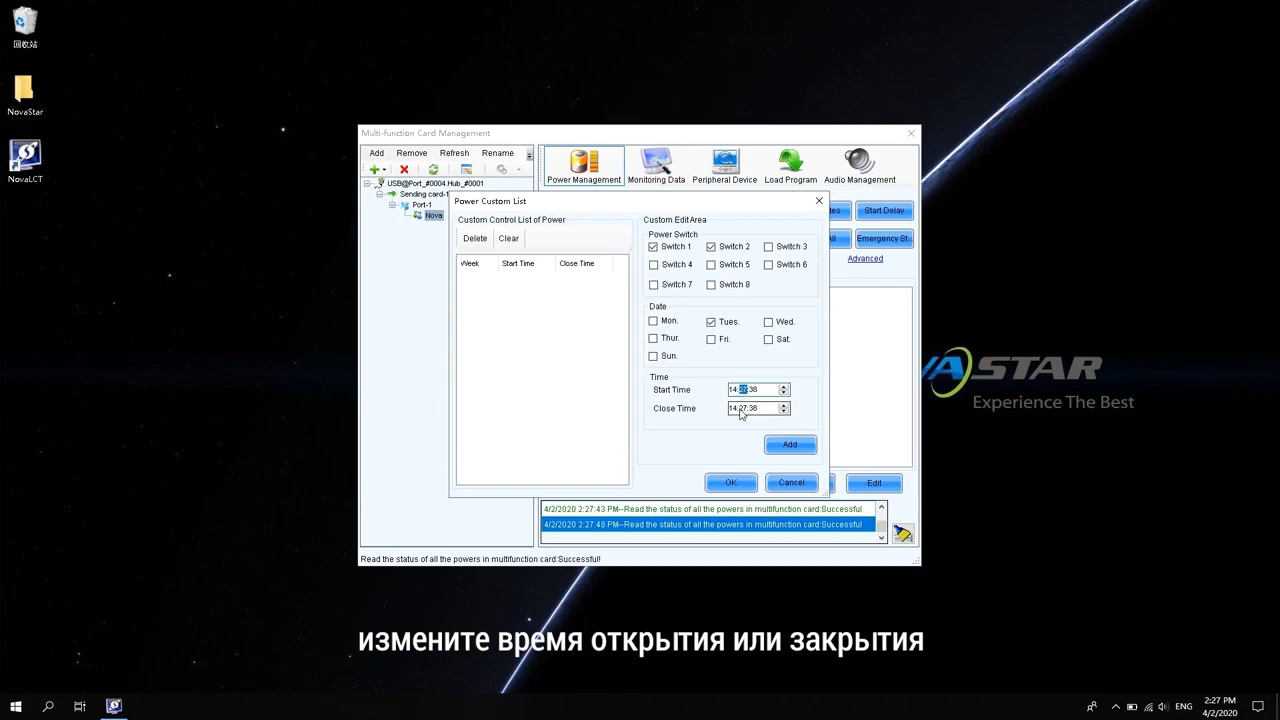 回收站
NovaStar
NovaLCT
Multi-function Card Management
Add Remove Refresh Rename
USB@Port_#0004.Hub_#0001
Sending card-1
Port-1
Nova
Power Management Monitoring Data Peripheral Device Load Program Audio Management
Start Delay
Emergency St...
Advanced
Power Custom List
Custom Control List of Power
Delete Clear
Week Start Time Close Time
Custom Edit Area
Power Switch
Switch 1 Switch 2 Switch 3
Switch 4 Switch 5 Switch 6
Switch 7 Switch 8
Date
Mon. Tues. Wed.
Thur. Fri. Sat.
Sun.
Time
Start Time 14:27:38
Close Time 14:27:38
Add
OK Cancel
Edit
4/2/2020 2:27:43 PM--Read the status of all the powers in multifunction card:Successful
4/2/2020 2:27:48 PM--Read the status of all the powers in multifunction card:Successful
Read the status of all the powers in multifunction card:Successful!
ASTAR
Experience The Best
измените время открытия или закрытия
ENG
2:27 PM
4/2/2020